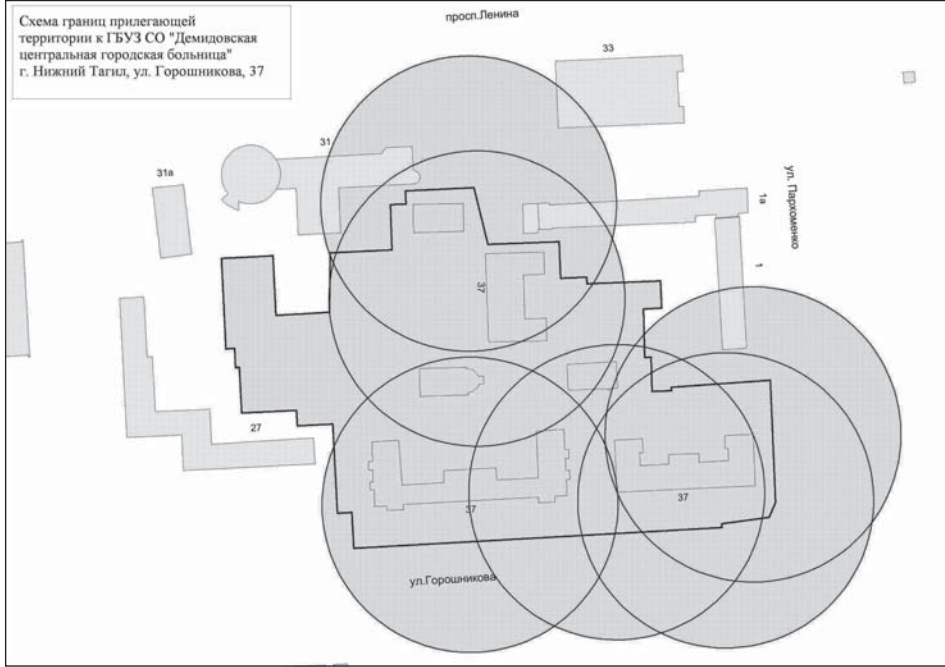 Схема границ прилегающей
территории к ГБУЗ СО "Демидовская
центральная городская больница"
г. Нижний Тагил, ул. Горошникова, 37
просп.Ленина
33
31
31а
ул. Пархоменко
1а
1
37
27
37
37
ул.Горошникова